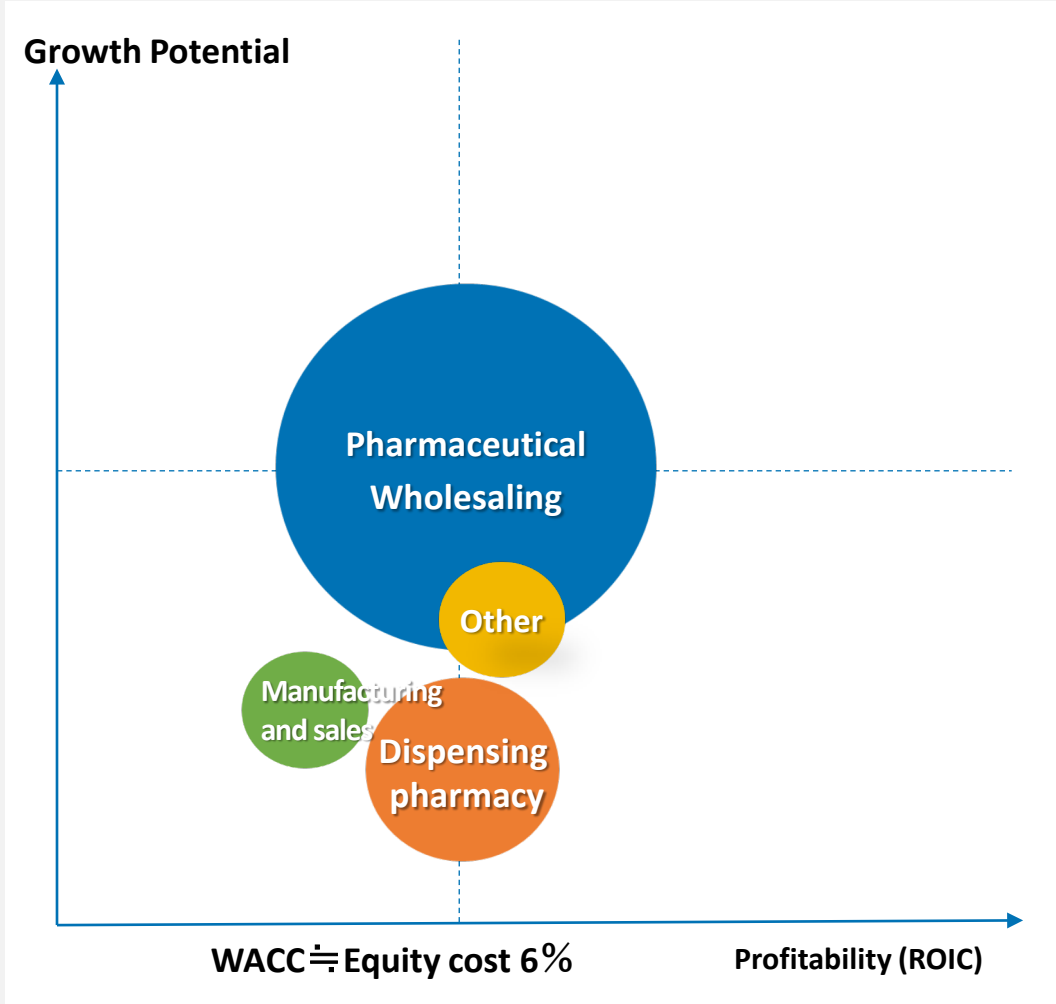 Growth Potential
Pharmaceutical
Wholesaling
Other
Manufacturing
and sales
Dispensing
pharmacy
WACC≒Equity cost 6%
Profitability (ROIC)